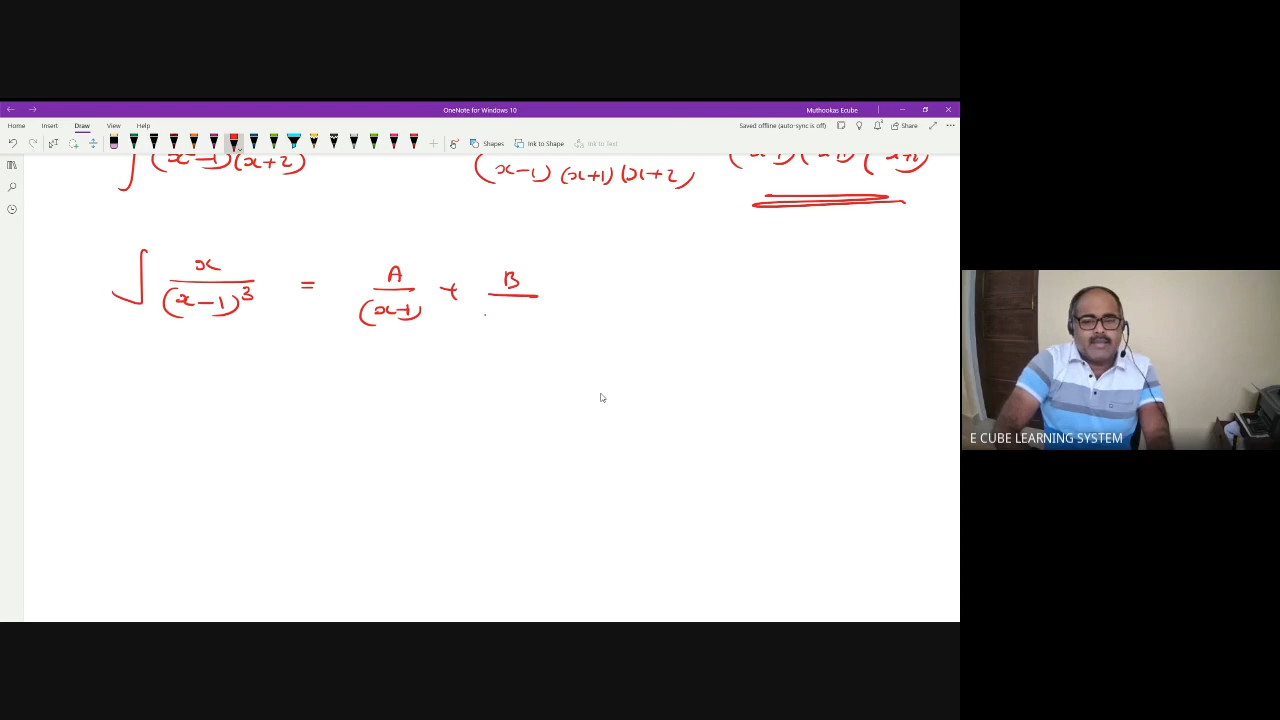 OneNote for Windows 10
Muthookas Ecube
Home Insert Draw View Help
Saved offline (auto-sync is off)
Share
Shapes
Ink to Shape
Ink to Text
∫ (x-1)(x+2)
(x-1) (x+1) (x+2)
∫ x/(x-1)³ = A/(x-1) + B
E CUBE LEARNING SYSTEM